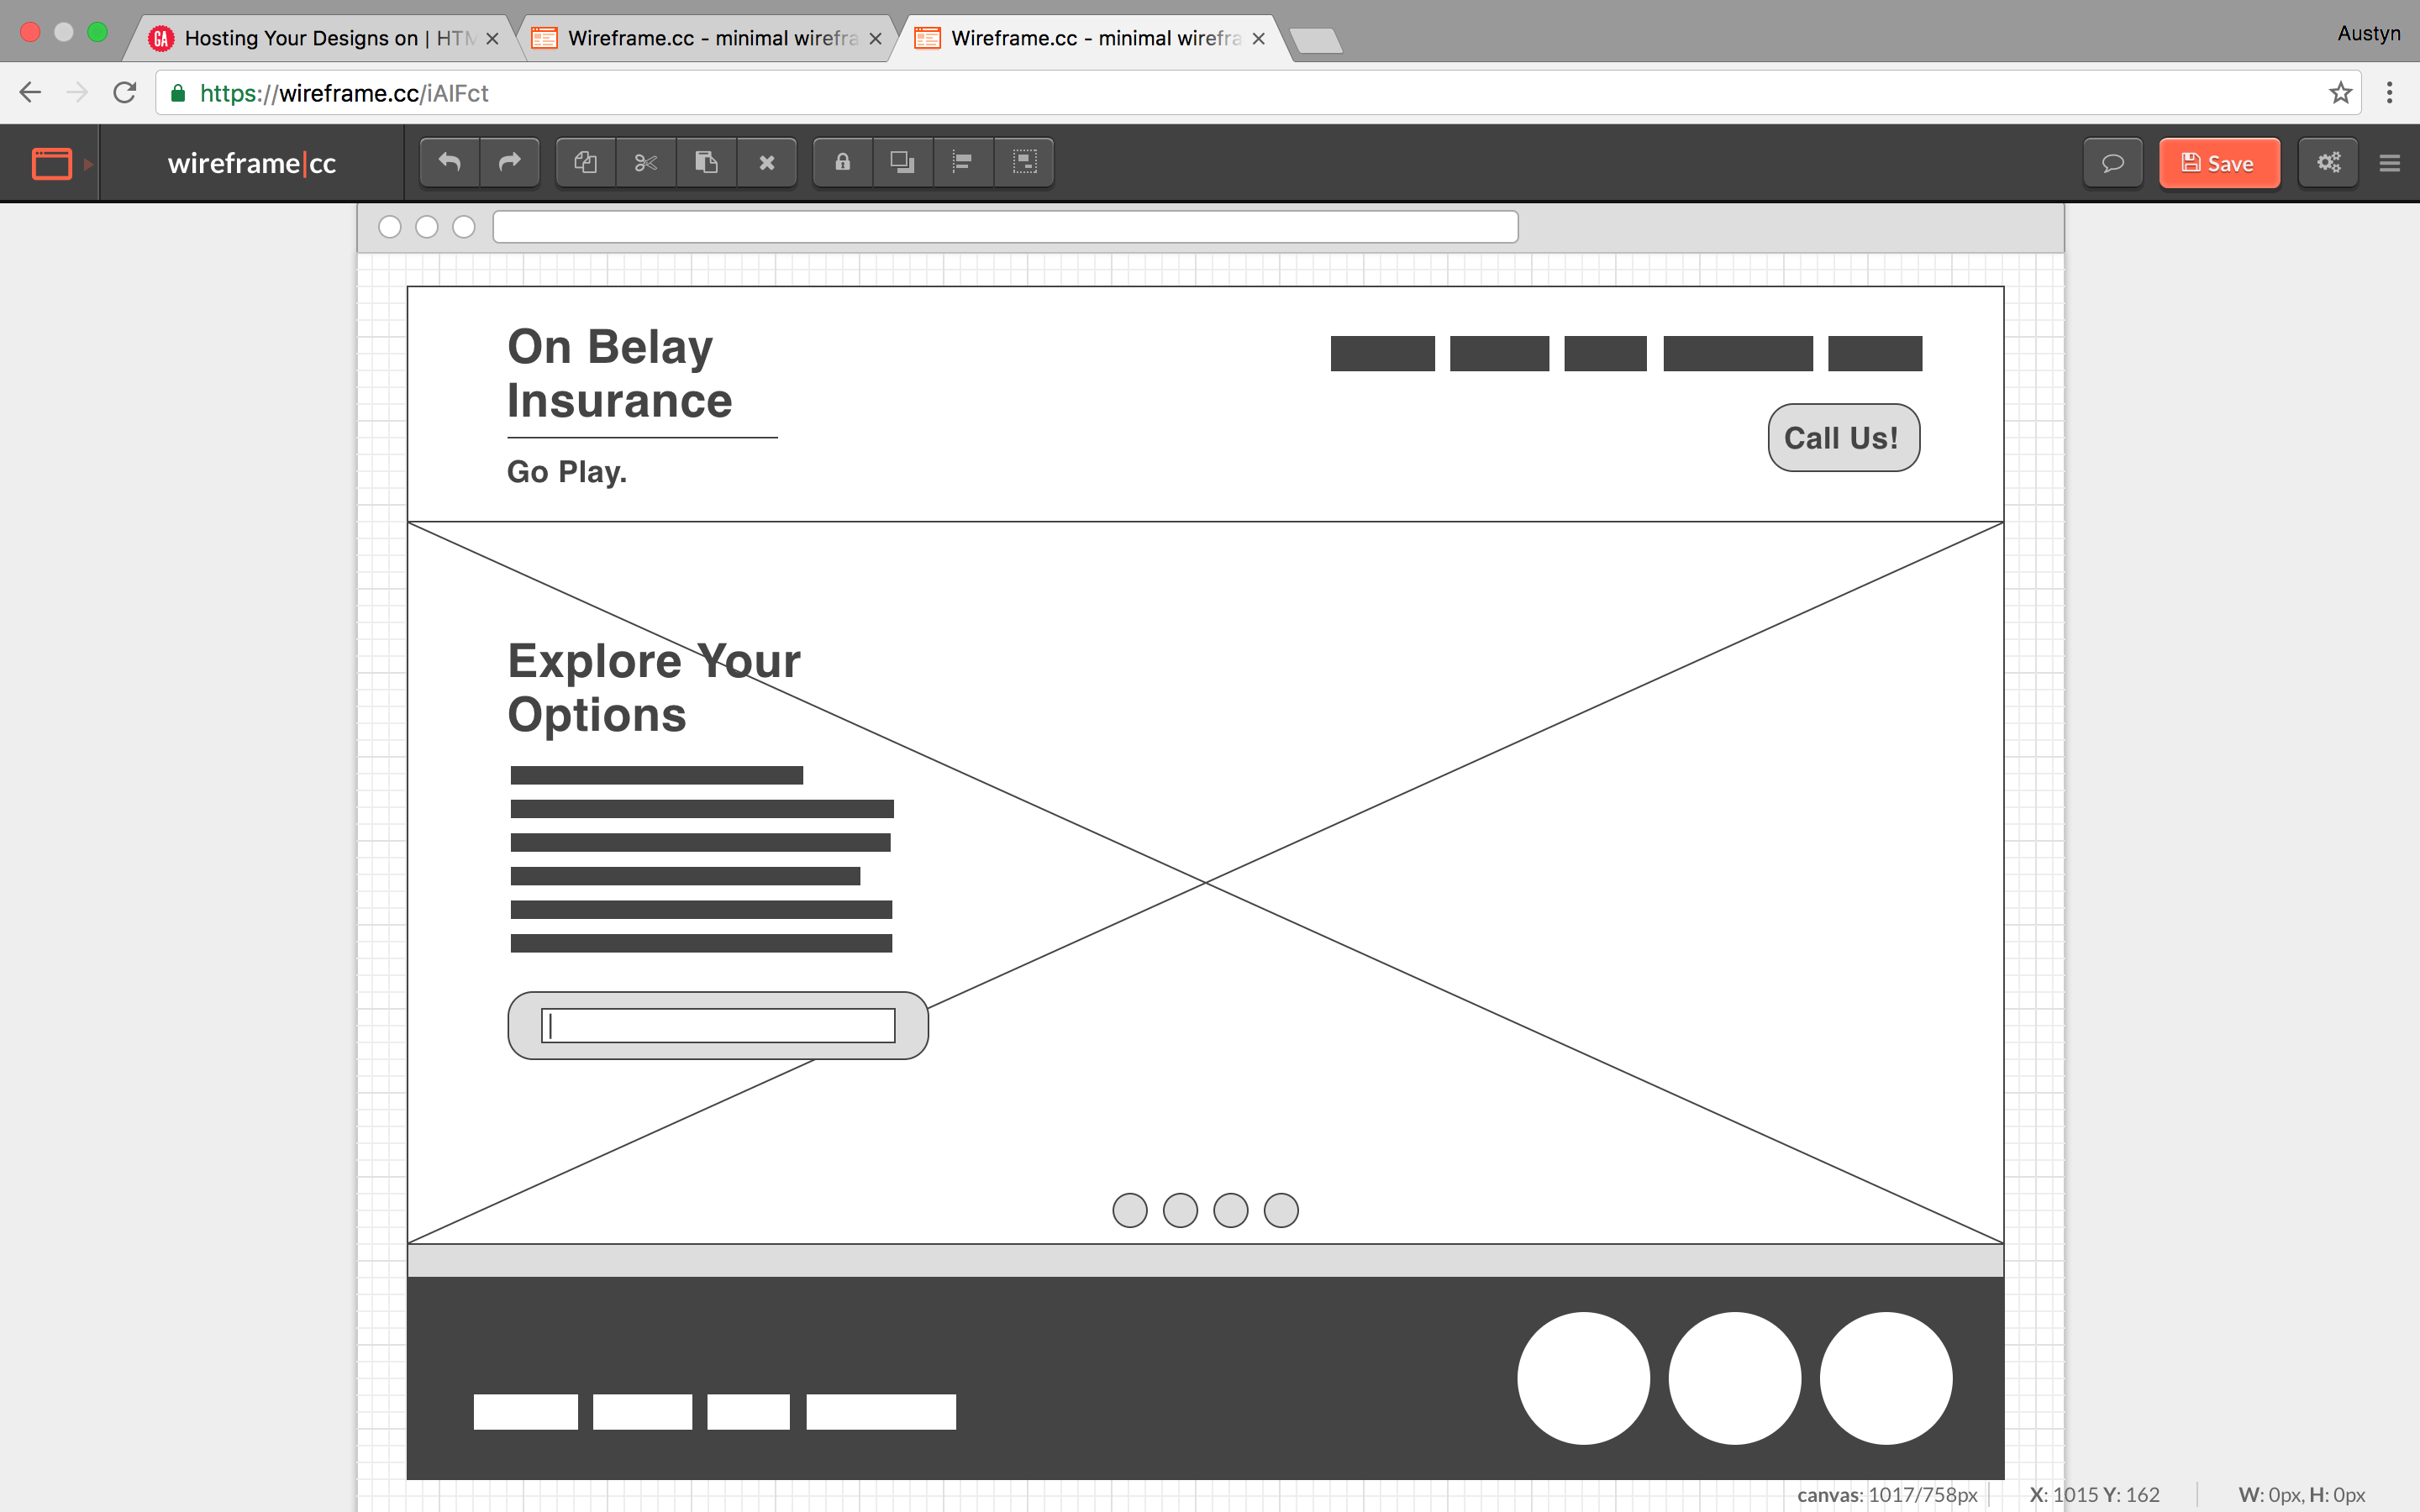 Hosting Your Designs on | HTM
Wireframe.cc - minimal wirefra
Wireframe.cc - minimal wirefra
Austyn
https://wireframe.cc/iAlFct
wireframe|cc
Save
On Belay
Insurance
Call Us!
Go Play.
Explore Your
Options
canvas: 1017/758px
X: 1015 Y: 162
W: 0px, H: 0px